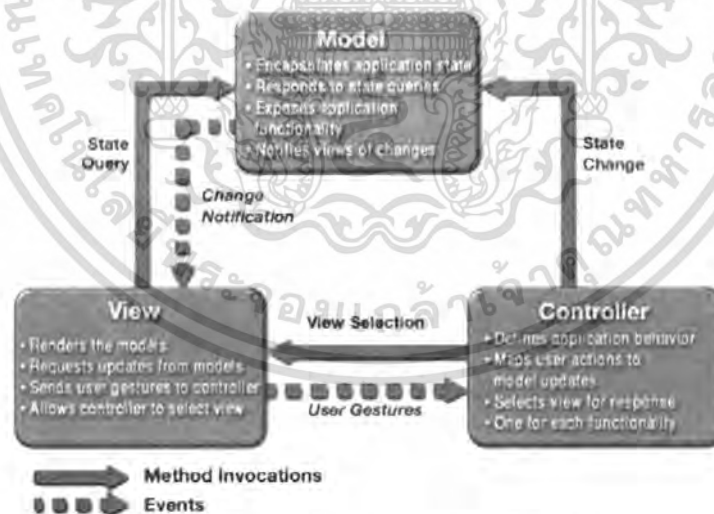 Model
• Encapsulates application state
• Responds to state queries
• Exposes application
functionality
• Notifies views of changes
State
Query
State
Change
Change
Notification
View
• Renders the models
• Requests updates from models
• Sends user gestures to controller
• Allows controller to select view
View Selection
User Gestures
Controller
• Defines application behavior
• Maps user actions to
model updates
• Selects view for response
• One for each functionality
Method Invocations
Events